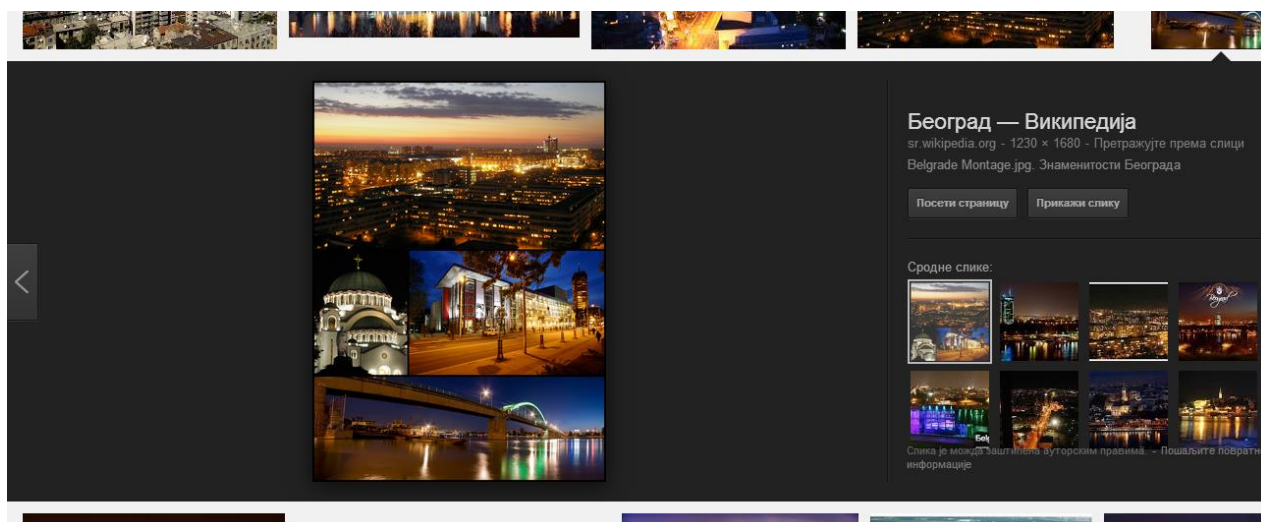 Београд — Википедија
sr.wikipedia.org - 1230 × 1680 - Претражујте према слици
Belgrade Montage.jpg. Знаменитости Београда
Посети страницу
Прикажи слику
Сродне слике:
Слика је можда заштићена ауторским правима. - Пошаљите повратн
информације